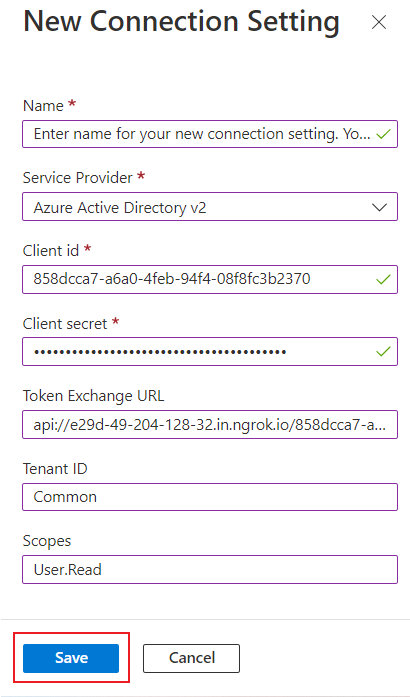 New Connection Setting
Name *
Enter name for your new connection setting. Yo...
Service Provider *
Azure Active Directory v2
Client id *
858dcca7-a6a0-4feb-94f4-08f8fc3b2370
Client secret *
••••••••••••••••••••••••••••••••••••••••
Token Exchange URL
api://e29d-49-204-128-32.in.ngrok.io/858dcca7-a...
Tenant ID
Common
Scopes
User.Read
Save Cancel